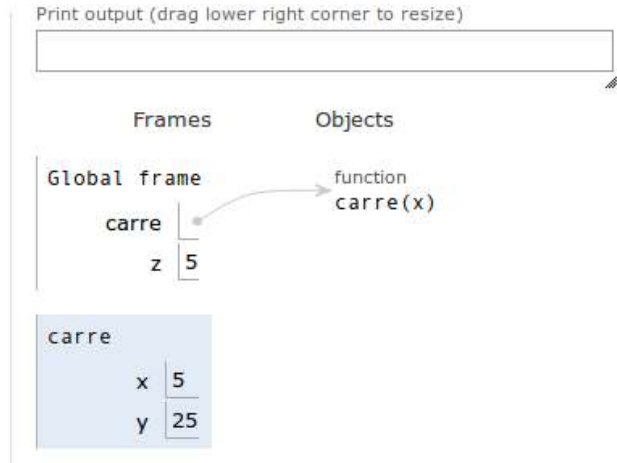 Print output (drag lower right corner to resize)
Frames Objects
Global frame
function
carre(x)
carre
z 5
carre
x 5
y 25